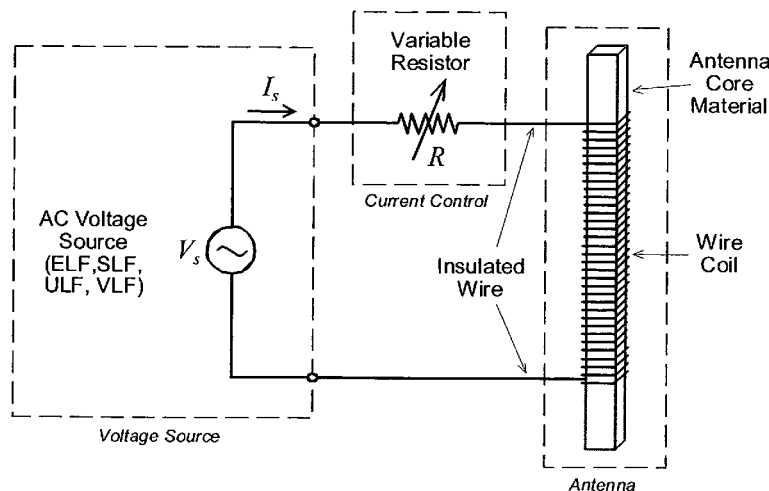 Variable
Resistor
R
Current Control
Antenna
Core
Material
I_s
AC Voltage
Source
(ELF,SLF,
ULF, VLF)
V_s
Insulated
Wire
Wire
Coil
Voltage Source
Antenna